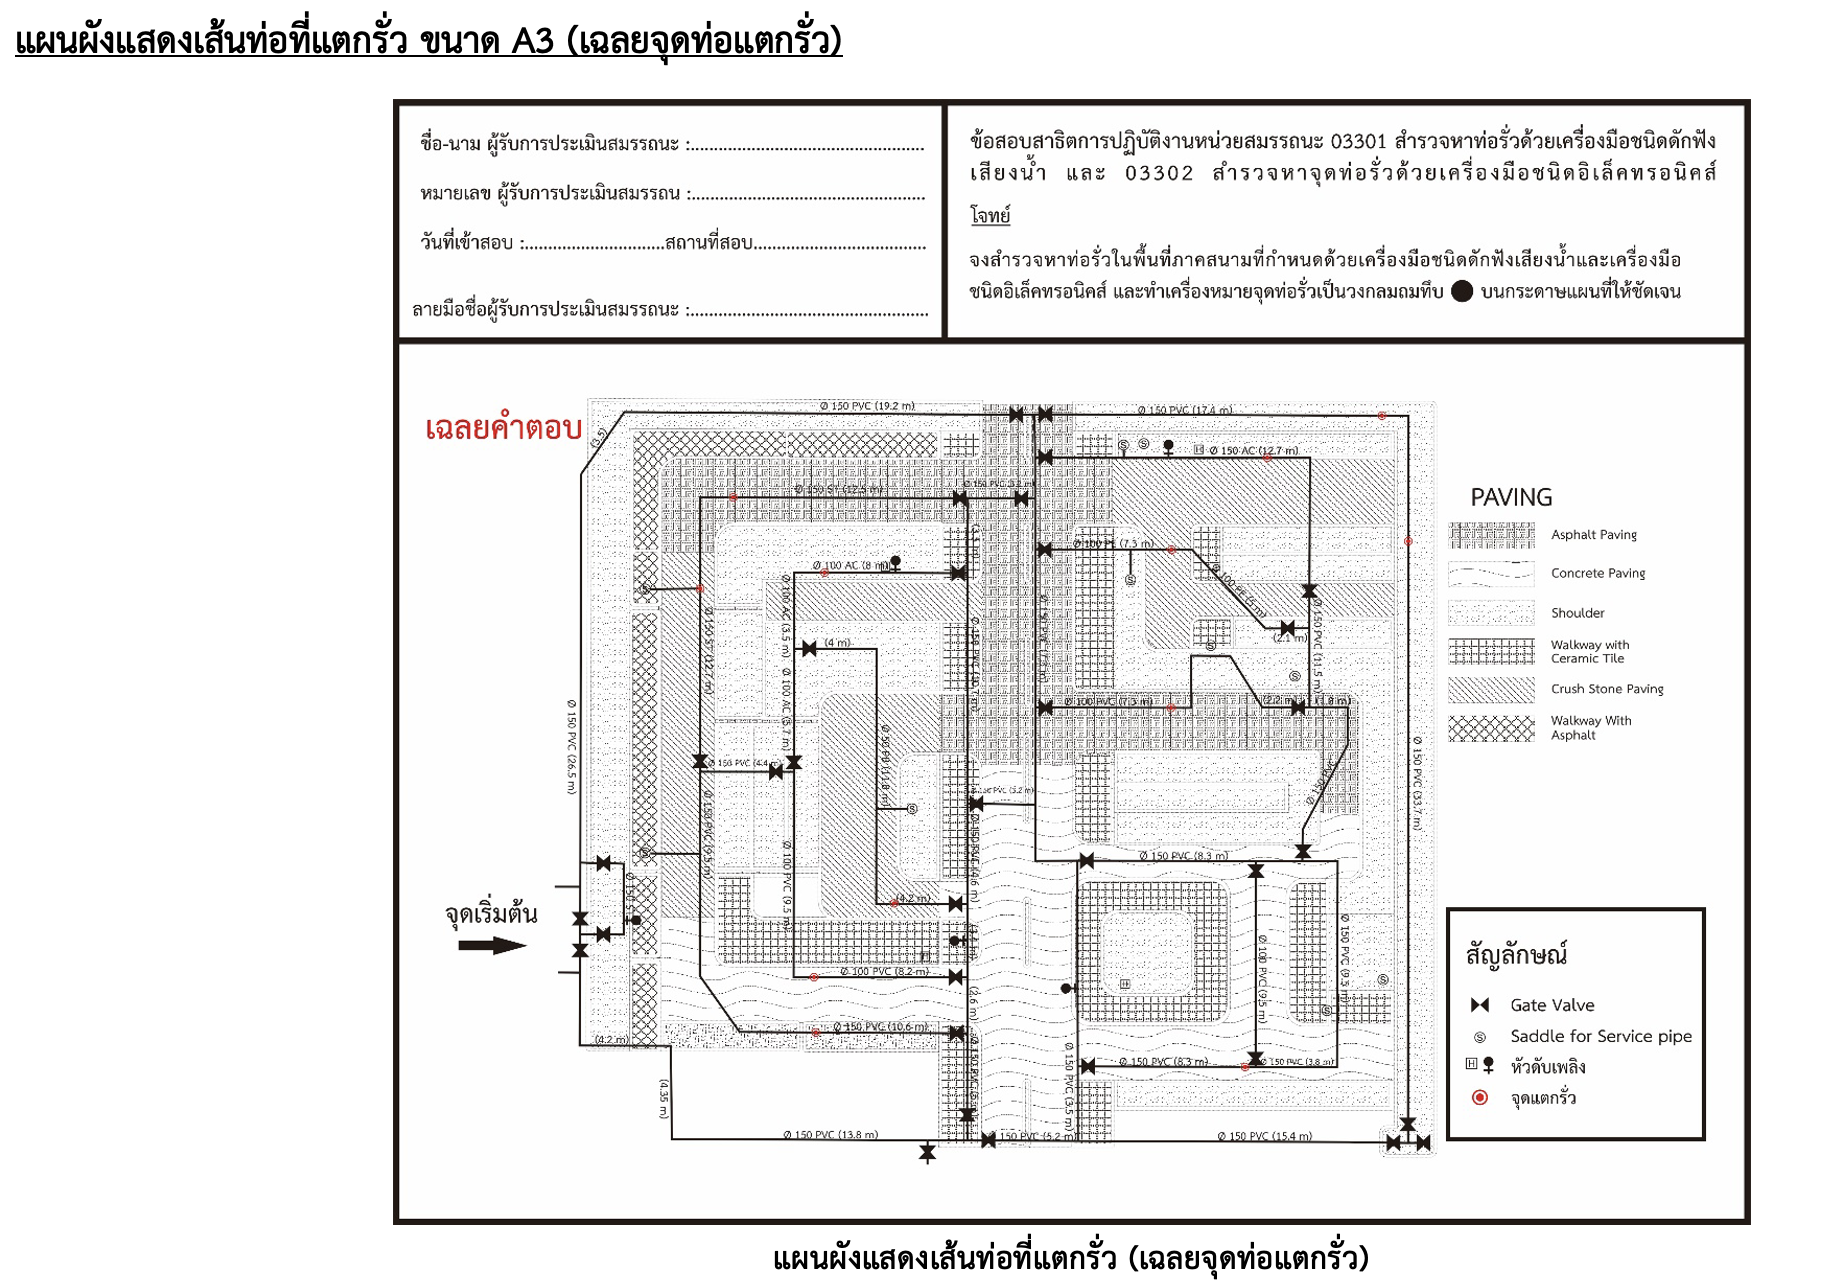 แผนผังแสดงเส้นท่อที่แตกรั่ว ขนาด A3 (เฉลยจุดท่อแตกรั่ว)
ชื่อ-นาม ผู้รับการประเมินสมรรถนะ :..................................................
หมายเลข ผู้รับการประเมินสมรรถน :..................................................
วันที่เข้าสอบ :..............................สถานที่สอบ.....................................
ลายมือชื่อผู้รับการประเมินสมรรถนะ :...................................................
ข้อสอบสาธิตการปฏิบัติงานหน่วยสมรรถนะ 03301 สำรวจหาท่อรั่วด้วยเครื่องมือชนิดดักฟัง
เสียงน้ำ และ 03302 สำรวจหาจุดท่อรั่วด้วยเครื่องมือชนิดอิเล็คทรอนิคส์
โจทย์
จงสำรวจหาท่อรั่วในพื้นที่ภาคสนามที่กำหนดด้วยเครื่องมือชนิดดักฟังเสียงน้ำและเครื่องมือ
ชนิดอิเล็คทรอนิคส์ และทำเครื่องหมายจุดท่อรั่วเป็นวงกลมถมทึบ ● บนกระดาษแผนที่ให้ชัดเจน
เฉลยคำตอบ
Ø 150 PVC (19.2 m)
Ø 150 PVC (17.4 m)
(3.5)
Ø 150 AC (12.7 m)
Ø 100 AC (8 m)
Ø 100 PE (7.3 m)
(2.1 m)
(4 m)
Ø 150 ST (12.7 m)
Ø 100 AC (3.5 m)
Ø 150 PVC (11.5 m)
Ø 100 PVC (7.3 m)
(2.2 m)
(1.8 m)
Ø 150 PVC (26.5 m)
Ø 150 PVC (4.4 m)
Ø 150 PVC (33.7 m)
Ø 150 PVC (9.5 m)
Ø 100 PVC (9.5 m)
Ø 150 PVC (8.3 m)
(4.2 m)
Ø 100 PVC (9.5 m)
Ø 150 PVC (9.5 m)
Ø 100 PVC (8.2 m)
(2.6 m)
Ø 150 PVC (10.6 m)
(4.2 m)
(4.35 m)
Ø 150 PVC (3.5 m)
Ø 150 PVC (8.3 m)
Ø 150 PVC (3.8 m)
Ø 150 PVC (13.8 m)
Ø 150 PVC (5.2 m)
Ø 150 PVC (15.4 m)
จุดเริ่มต้น
PAVING
Asphalt Paving
Concrete Paving
Shoulder
Walkway with
Ceramic Tile
Crush Stone Paving
Walkway With
Asphalt
สัญลักษณ์
Gate Valve
Saddle for Service pipe
หัวดับเพลิง
จุดแตกรั่ว
แผนผังแสดงเส้นท่อที่แตกรั่ว (เฉลยจุดท่อแตกรั่ว)